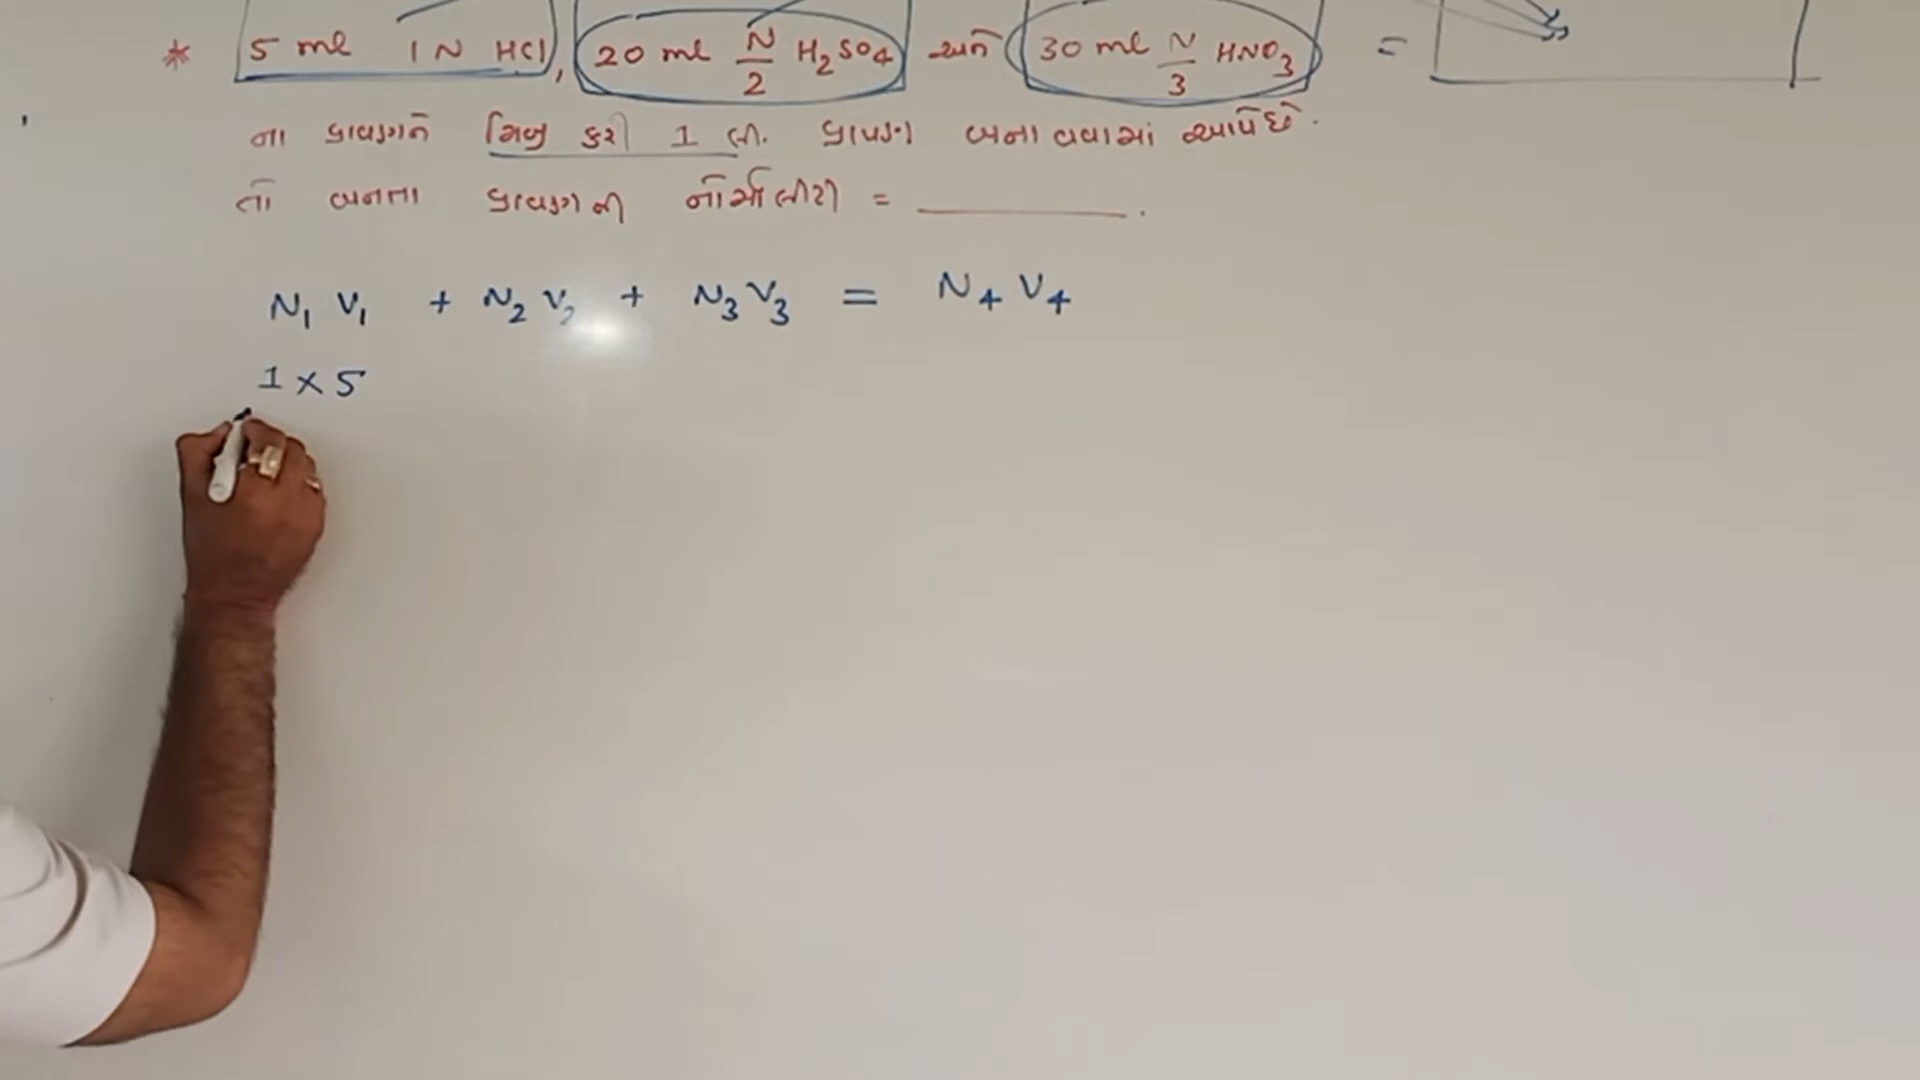 * 5 ml 1 N HCl, 20 ml N/2 H₂SO₄ અને 30 ml N/3 HNO₃ =
ના દ્રાવણને મિશ્ર કરી 1 લી. દ્રાવણ બનાવવામાં આવે છે.
તો બનતા દ્રાવણની નોર્માલીટી = ________.
N₁ V₁ + N₂ V₂ + N₃ V₃ = N₄ V₄
1 × 5